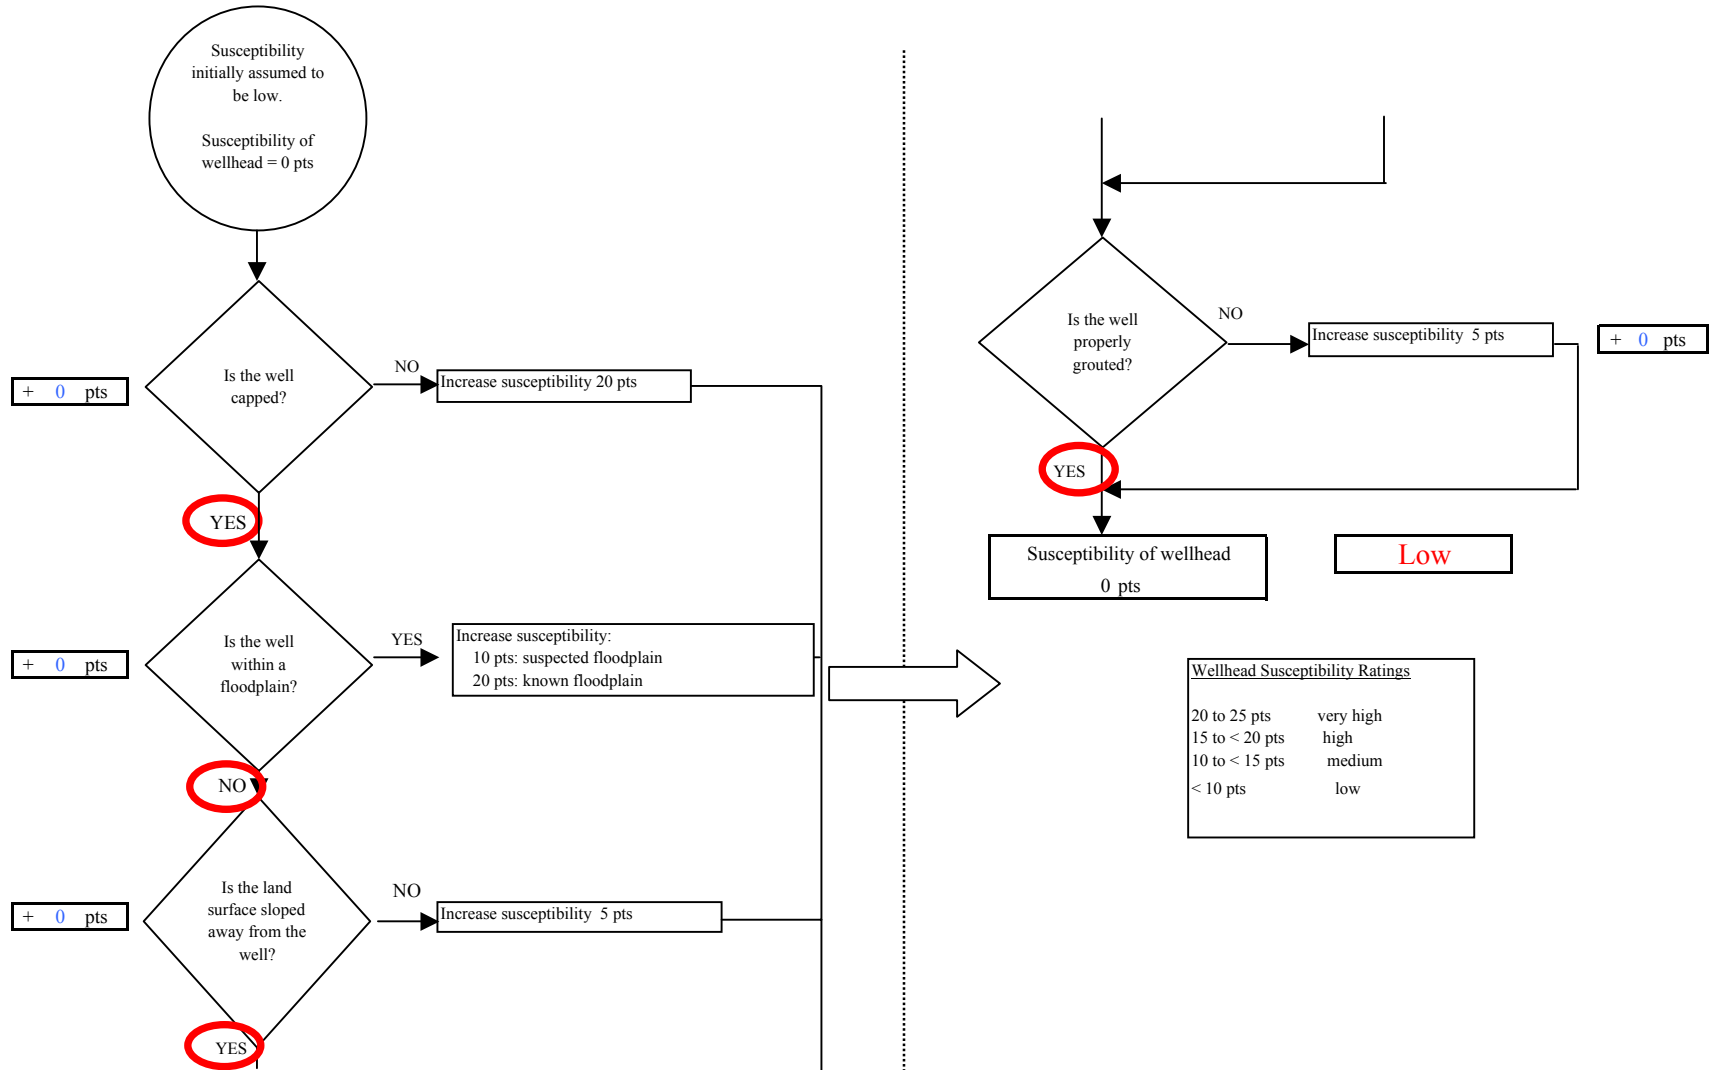 Susceptibility
initially assumed to
be low.
Susceptibility of
wellhead = 0 pts
Is the well
capped?
NO
Increase susceptibility 20 pts
+ 0 pts
YES
Is the well
within a
floodplain?
YES
Increase susceptibility:
10 pts: suspected floodplain
20 pts: known floodplain
+ 0 pts
NO
Is the land
surface sloped
away from the
well?
NO
Increase susceptibility 5 pts
+ 0 pts
YES
Is the well
properly
grouted?
NO
Increase susceptibility 5 pts
+ 0 pts
YES
Susceptibility of wellhead
0 pts
Low
Wellhead Susceptibility Ratings
20 to 25 pts very high
15 to < 20 pts high
10 to < 15 pts medium
< 10 pts low